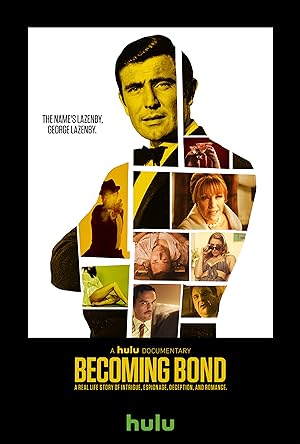 THE NAME'S LAZENBY,
GEORGE LAZENBY.
A hulu DOCUMENTARY
BECOMING BOND
A REAL LIFE STORY OF INTRIGUE, ESPIONAGE, DECEPTION, AND ROMANCE.
hulu